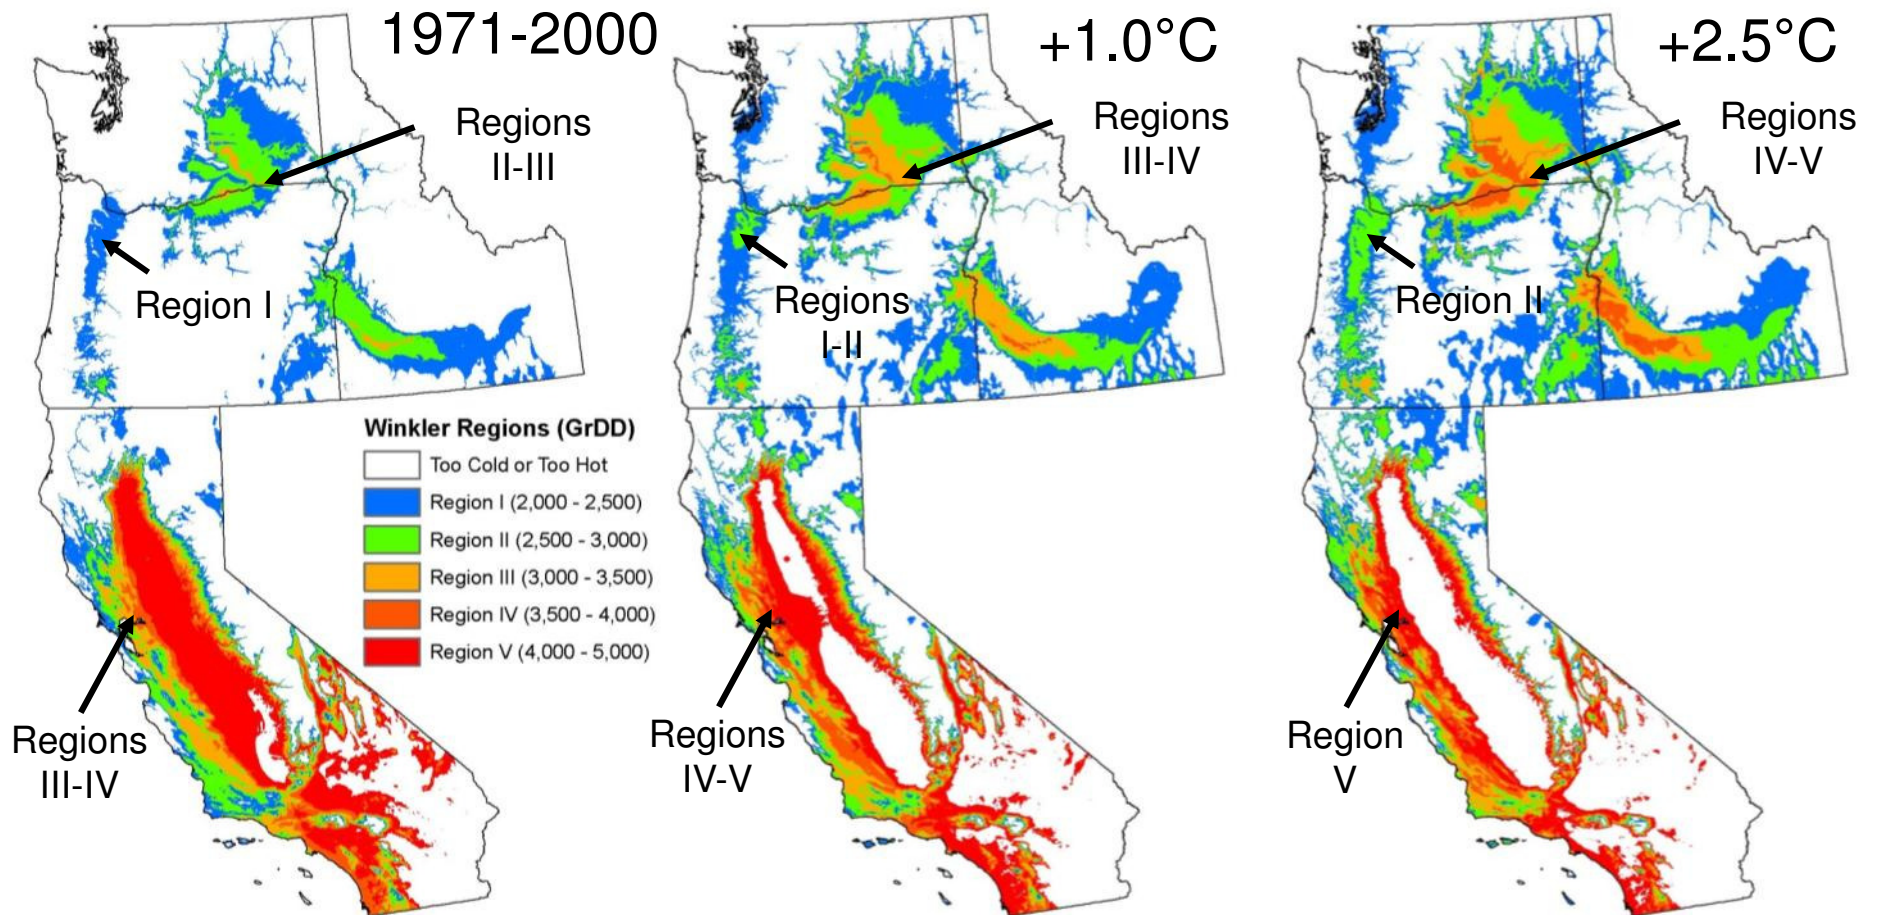 1971-2000
Regions
II-III
Region I
Regions
III-IV
Winkler Regions (GrDD)
Too Cold or Too Hot
Region I (2,000 - 2,500)
Region II (2,500 - 3,000)
Region III (3,000 - 3,500)
Region IV (3,500 - 4,000)
Region V (4,000 - 5,000)
+1.0°C
Regions
III-IV
Regions
I-II
Regions
IV-V
+2.5°C
Regions
IV-V
Region II
Region
V